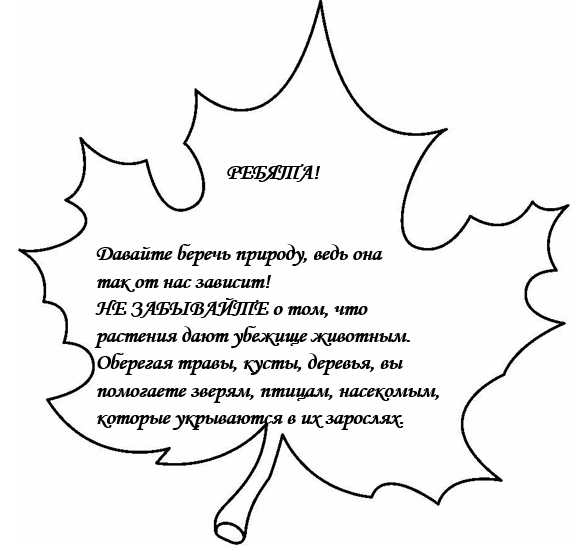 РЕБЯТА!
Давайте беречь природу, ведь она
так от нас зависит!
НЕ ЗАБЫВАЙТЕ о том, что
растения дают убежище животным.
Оберегая травы, кусты, деревья, вы
помогаете зверям, птицам, насекомым,
которые укрываются в их зарослях.